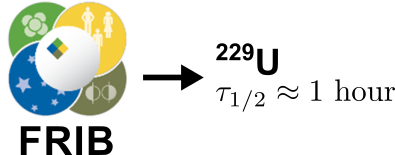 FRIB
²²⁹U
τ₁/₂ ≈ 1 hour